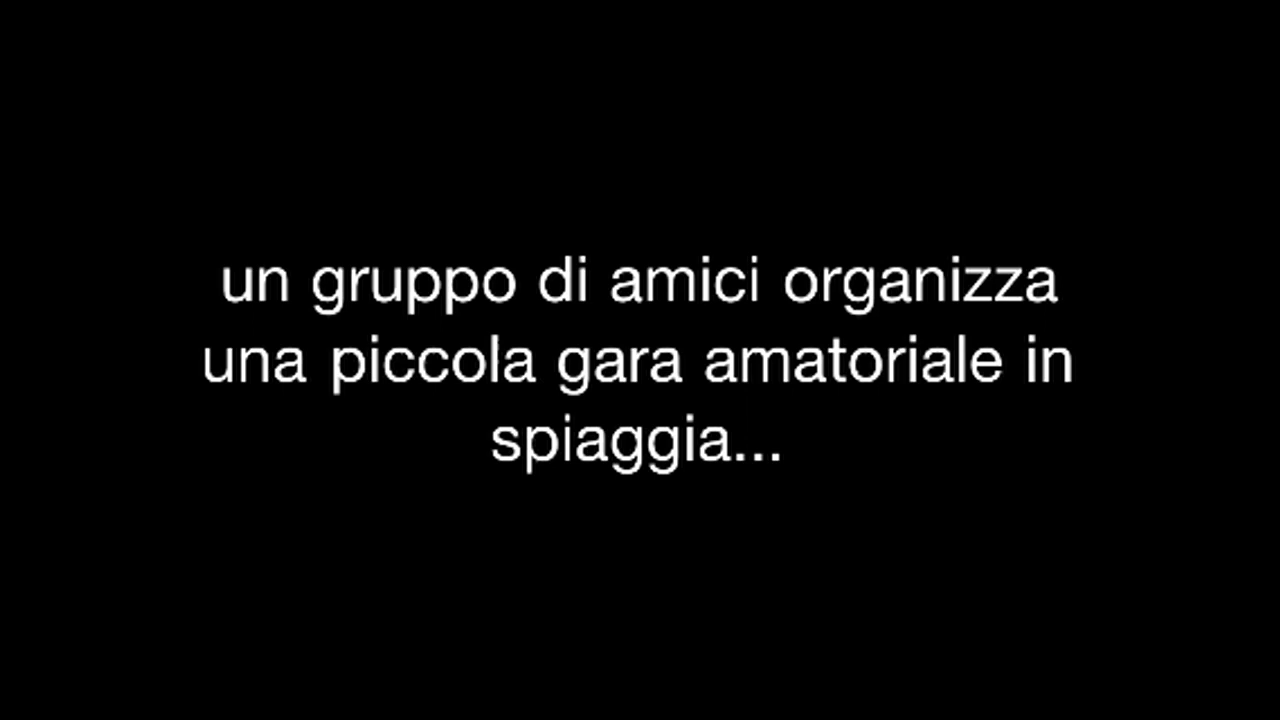 un gruppo di amici organizza
una piccola gara amatoriale in
spiaggia...